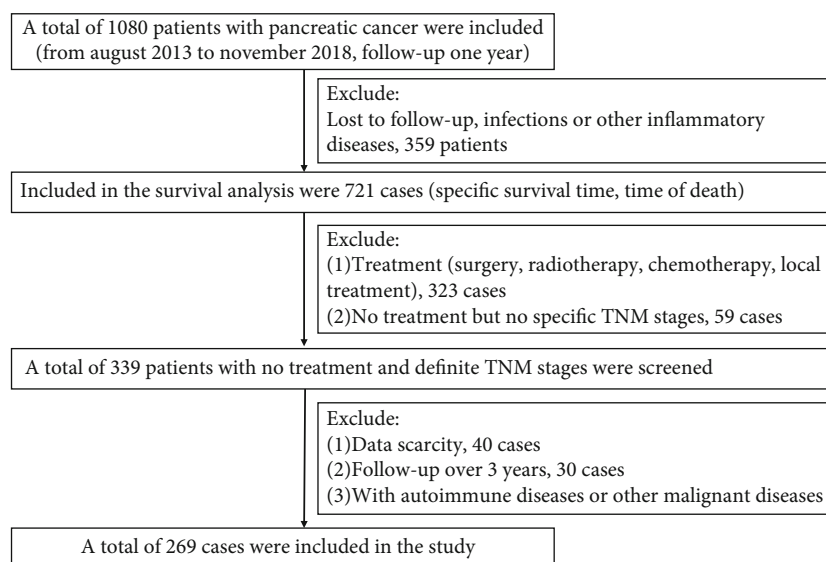 A total of 1080 patients with pancreatic cancer were included
(from august 2013 to november 2018, follow-up one year)
Exclude:
Lost to follow-up, infections or other inflammatory
diseases, 359 patients
Included in the survival analysis were 721 cases (specific survival time, time of death)
Exclude:
(1)Treatment (surgery, radiotherapy, chemotherapy, local
treatment), 323 cases
(2)No treatment but no specific TNM stages, 59 cases
A total of 339 patients with no treatment and definite TNM stages were screened
Exclude:
(1)Data scarcity, 40 cases
(2)Follow-up over 3 years, 30 cases
(3)With autoimmune diseases or other malignant diseases
A total of 269 cases were included in the study